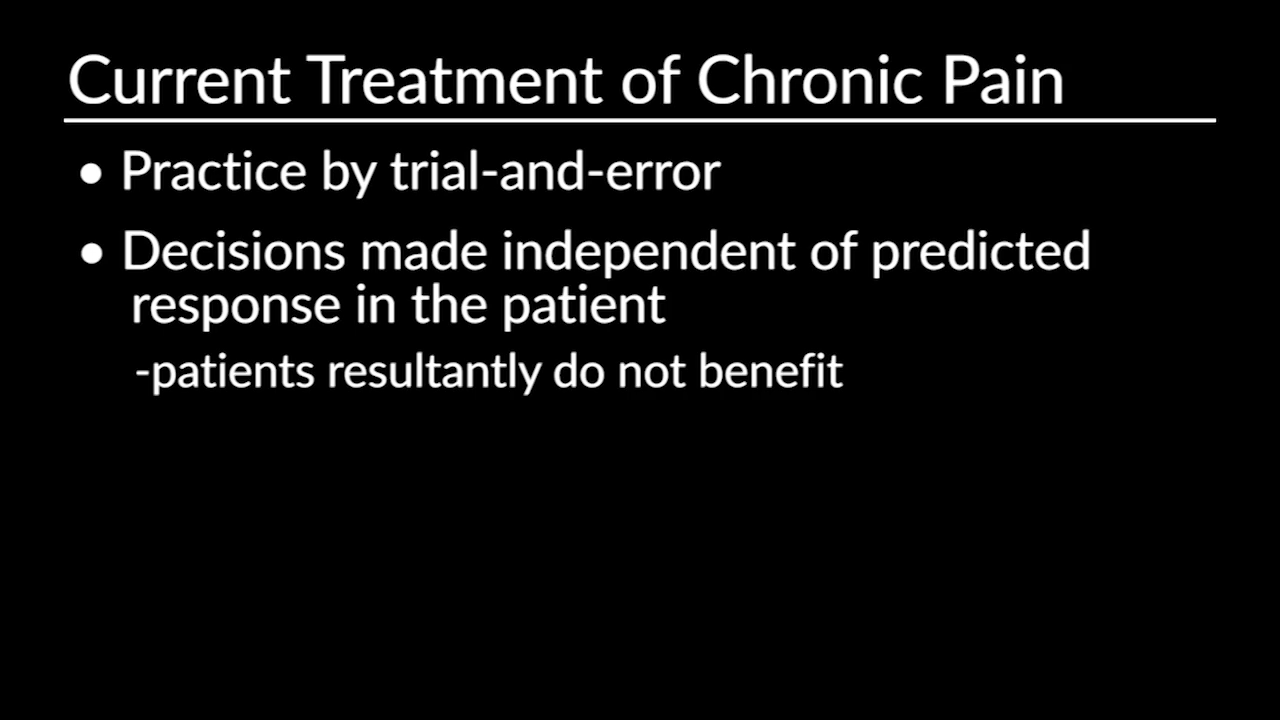 Current Treatment of Chronic Pain
• Practice by trial-and-error
• Decisions made independent of predicted
response in the patient
-patients resultantly do not benefit